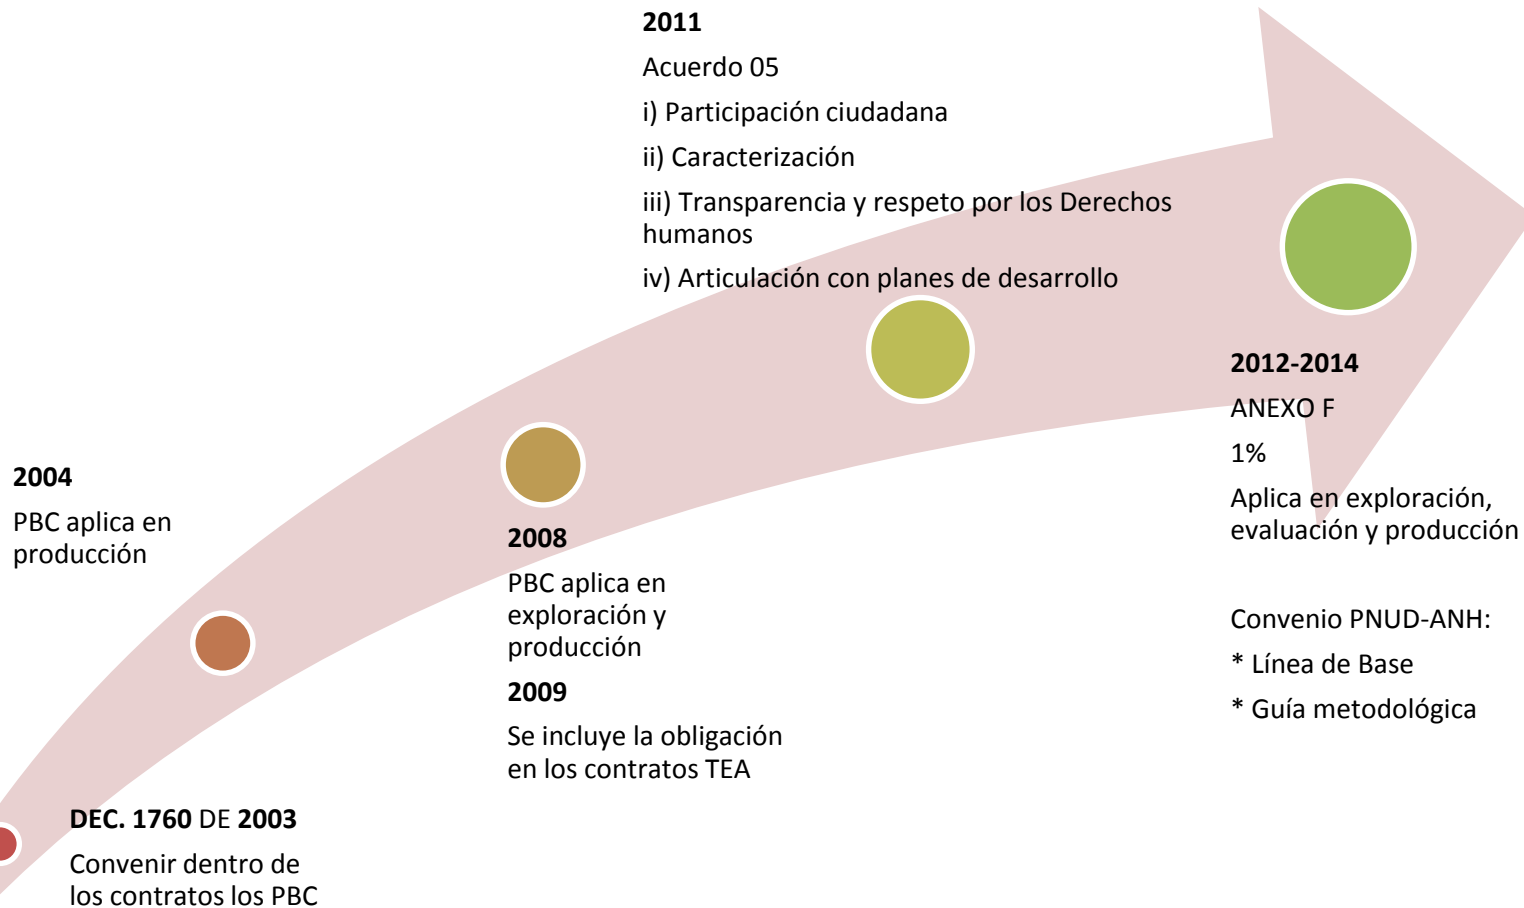 2011
Acuerdo 05
i) Participación ciudadana
ii) Caracterización
iii) Transparencia y respeto por los Derechos
humanos
iv) Articulación con planes de desarrollo
2004
PBC aplica en
producción
DEC. 1760 DE 2003
Convenir dentro de
los contratos los PBC
2008
PBC aplica en
exploración y
producción
2009
Se incluye la obligación
en los contratos TEA
2012-2014
ANEXO F
1%
Aplica en exploración,
evaluación y producción
Convenio PNUD-ANH:
* Línea de Base
* Guía metodológica